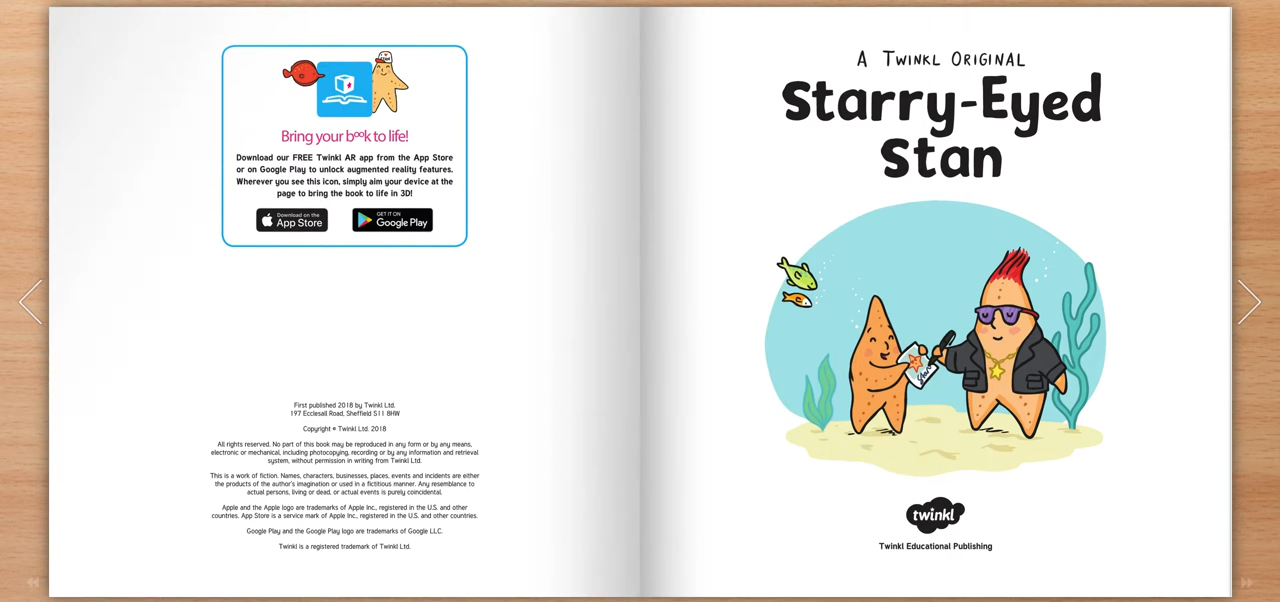 Bring your book to life!
Download our FREE Twinkl AR app from the App Store
or on Google Play to unlock augmented reality features.
Wherever you see this icon, simply aim your device at the
page to bring the book to life in 3D!
Download on the
App Store
GET IT ON
Google Play
First published 2018 by Twinkl Ltd.
197 Ecclesall Road, Sheffield S11 8HW
Copyright © Twinkl Ltd. 2018
All rights reserved. No part of this book may be reproduced in any form or by any means,
electronic or mechanical, including photocopying, recording or by any information and retrieval
system, without permission in writing from Twinkl Ltd.
This is a work of fiction. Names, characters, businesses, places, events and incidents are either
the products of the author's imagination or used in a fictitious manner. Any resemblance to
actual persons, living or dead, or actual events is purely coincidental.
Apple and the Apple logo are trademarks of Apple Inc., registered in the U.S. and other
countries. App Store is a service mark of Apple Inc., registered in the U.S. and other countries.
Google Play and the Google Play logo are trademarks of Google LLC.
Twinkl is a registered trademark of Twinkl Ltd.
A TWINKL ORIGINAL
Starry-Eyed
Stan
Stan
twinkl
Twinkl Educational Publishing